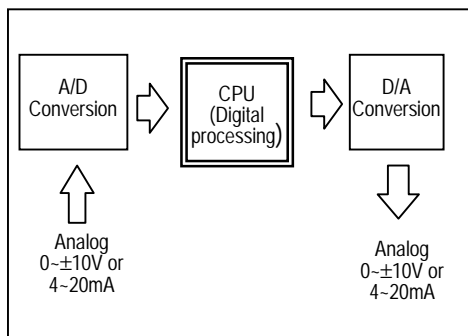 A/D
Conversion
CPU
(Digital
processing)
D/A
Conversion
Analog
0~±10V or
4~20mA
Analog
0~±10V or
4~20mA